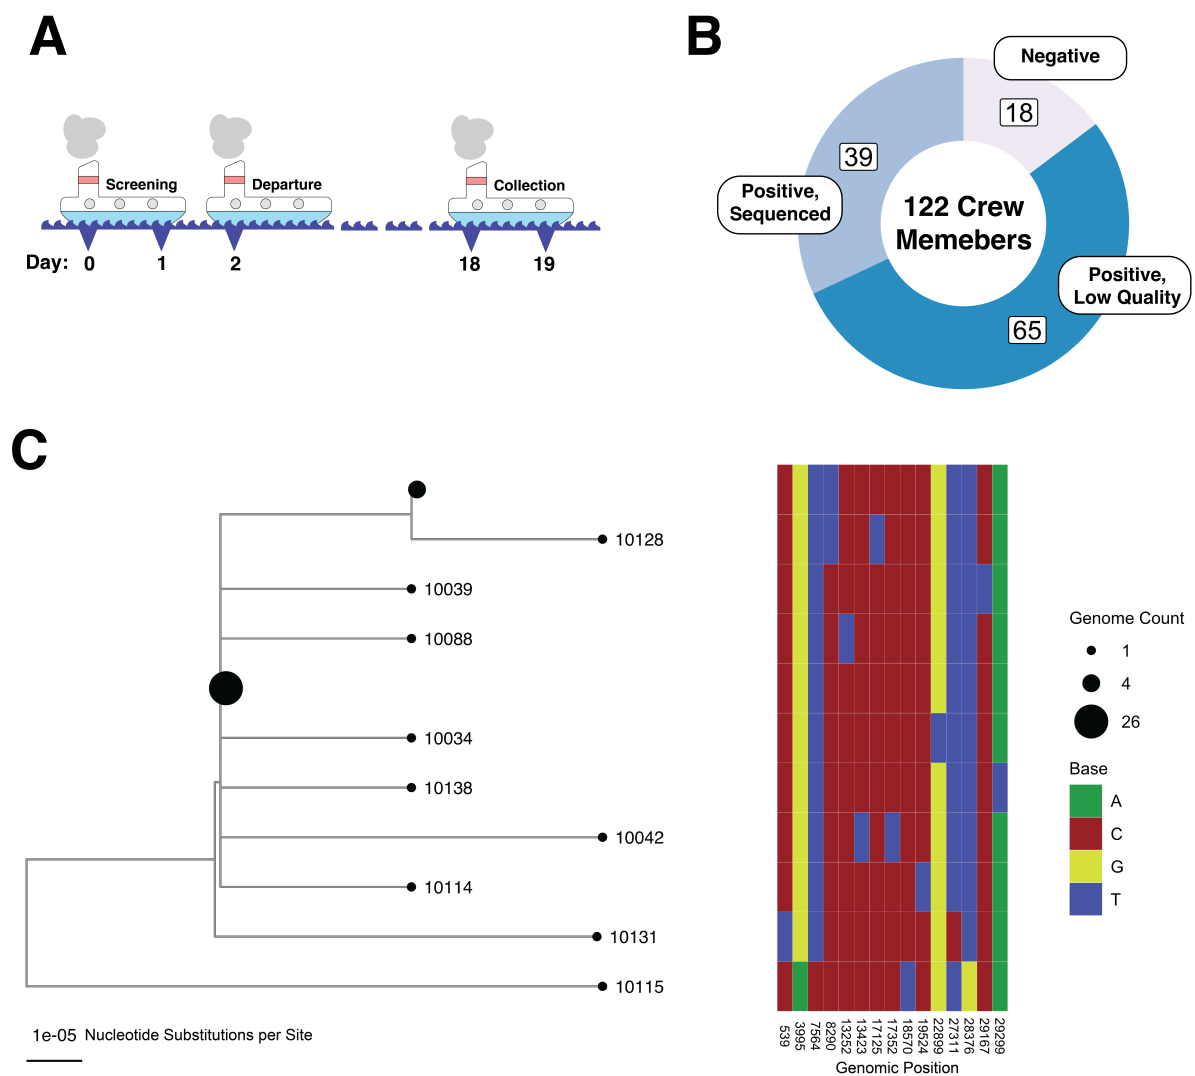 A
Screening
Departure
Collection
Day: 0 1 2 18 19
B
Negative
18
39
Positive,
Sequenced
122 Crew
Memebers
Positive,
Low Quality
65
C
10128
10039
10088
10034
10138
10042
10114
10131
10115
1e-05 Nucleotide Substitutions per Site
539 3995 7564 8290 13252 13423 17125 17352 18570 19524 22899 27311 28376 29167 29299
Genomic Position
Genome Count
1
4
26
Base
A
C
G
T